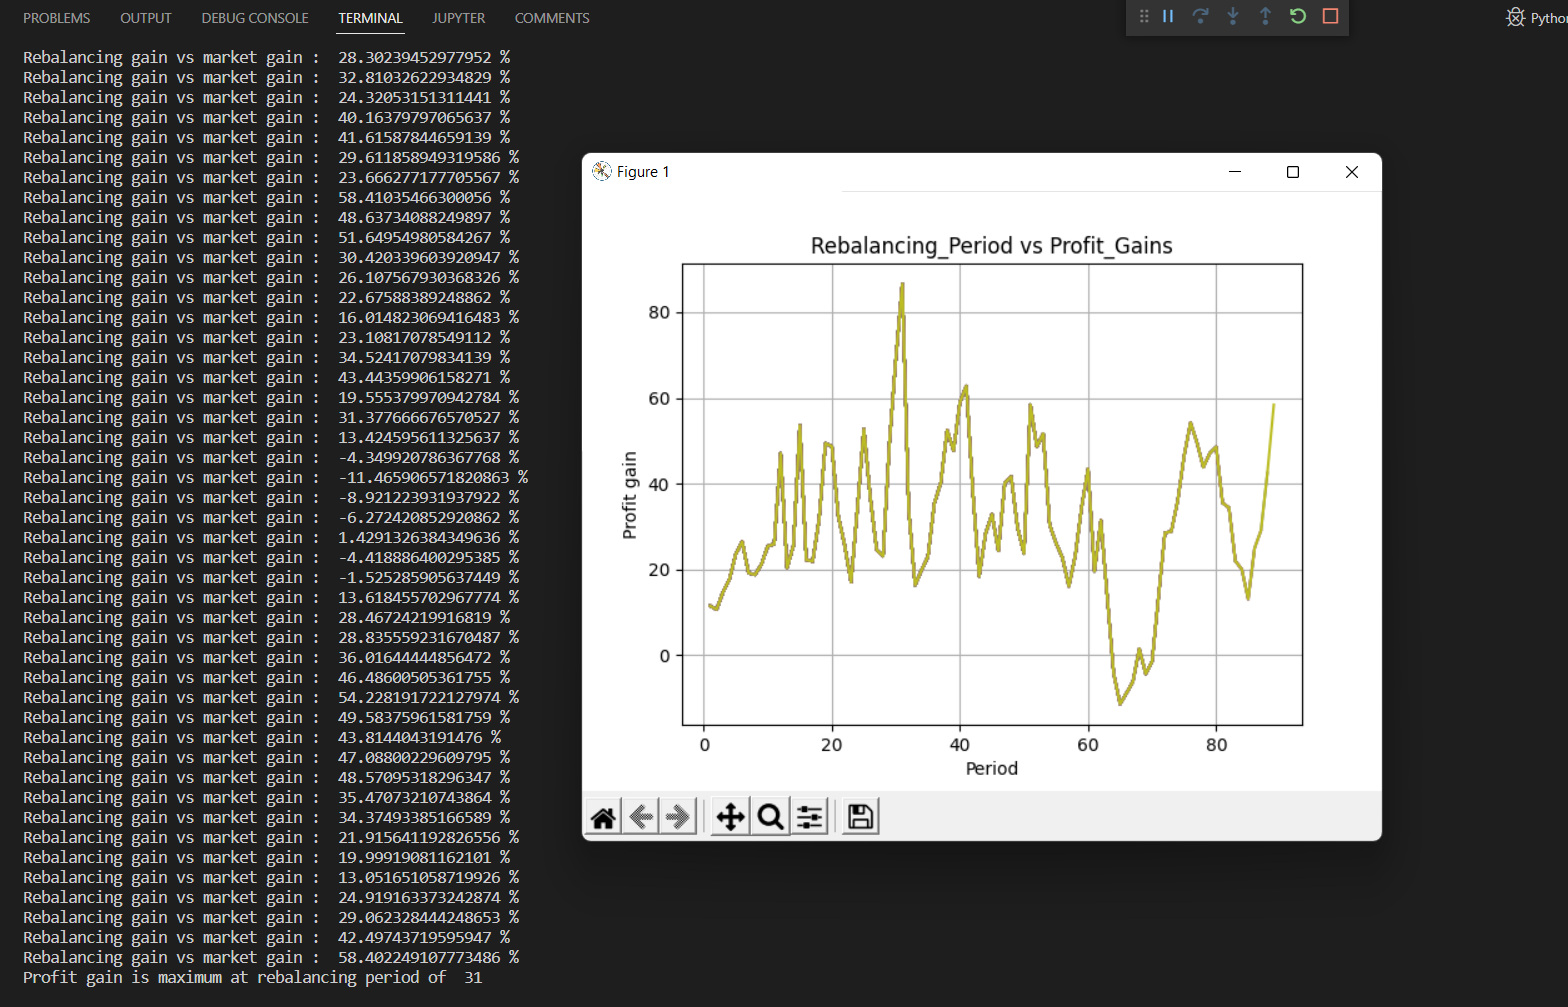 PROBLEMS OUTPUT DEBUG CONSOLE TERMINAL JUPYTER COMMENTS
Rebalancing gain vs market gain :  28.30239452977952 %
Rebalancing gain vs market gain :  32.81032622934829 %
Rebalancing gain vs market gain :  24.32053151311441 %
Rebalancing gain vs market gain :  40.16379797065637 %
Rebalancing gain vs market gain :  41.61587844659139 %
Rebalancing gain vs market gain :  29.611858949319586 %
Rebalancing gain vs market gain :  23.666277177705567 %
Rebalancing gain vs market gain :  58.41035466300056 %
Rebalancing gain vs market gain :  48.63734088249897 %
Rebalancing gain vs market gain :  51.64954980584267 %
Rebalancing gain vs market gain :  30.420339603920947 %
Rebalancing gain vs market gain :  26.107567930368326 %
Rebalancing gain vs market gain :  22.67588389248862 %
Rebalancing gain vs market gain :  16.014823069416483 %
Rebalancing gain vs market gain :  23.10817078549112 %
Rebalancing gain vs market gain :  34.52417079834139 %
Rebalancing gain vs market gain :  43.44359906158271 %
Rebalancing gain vs market gain :  19.555379970942784 %
Rebalancing gain vs market gain :  31.377666676570527 %
Rebalancing gain vs market gain :  13.424595611325637 %
Rebalancing gain vs market gain :  -4.349920786367768 %
Rebalancing gain vs market gain :  -11.465906571820863 %
Rebalancing gain vs market gain :  -8.921223931937922 %
Rebalancing gain vs market gain :  -6.272420852920862 %
Rebalancing gain vs market gain :  1.4291326384349636 %
Rebalancing gain vs market gain :  -4.418886400295385 %
Rebalancing gain vs market gain :  -1.525285905637449 %
Rebalancing gain vs market gain :  13.618455702967774 %
Rebalancing gain vs market gain :  28.46724219916819 %
Rebalancing gain vs market gain :  28.835559231670487 %
Rebalancing gain vs market gain :  36.01644444856472 %
Rebalancing gain vs market gain :  46.48600505361755 %
Rebalancing gain vs market gain :  54.228191722127974 %
Rebalancing gain vs market gain :  49.58375961581759 %
Rebalancing gain vs market gain :  43.8144043191476 %
Rebalancing gain vs market gain :  47.08800229609795 %
Rebalancing gain vs market gain :  48.57095318296347 %
Rebalancing gain vs market gain :  35.47073210743864 %
Rebalancing gain vs market gain :  34.37493385166589 %
Rebalancing gain vs market gain :  21.915641192826556 %
Rebalancing gain vs market gain :  19.99919081162101 %
Rebalancing gain vs market gain :  13.051651058719926 %
Rebalancing gain vs market gain :  24.919163373242874 %
Rebalancing gain vs market gain :  29.062328444248653 %
Rebalancing gain vs market gain :  42.49743719595947 %
Rebalancing gain vs market gain :  58.402249107773486 %
Profit gain is maximum at rebalancing period of  31
Figure 1
Rebalancing_Period vs Profit_Gains
80
60
40
20
0
Profit gain
0 20 40 60 80
Period